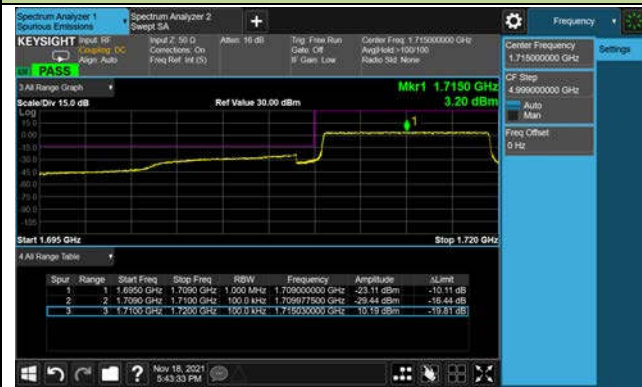 Spectrum Analyzer 1
Spurious Emissions
Spectrum Analyzer 2
Swept SA
+
Frequency
KEYSIGHT
Input: RF
Coupling: DC
Align: Auto
Input Z: 50 Ω
Corrections: On
Freq Ref: Int (S)
Atten: 16 dB
Trig: Free Run
Gate: Off
IF Gain: Low
Center Freq: 1.715000000 GHz
Avg|Hold:>100/100
Radio Std: None
PASS
3 All Range Graph
Mkr1 1.7150 GHz
Scale/Div 15.0 dB
Ref Value 30.00 dBm
3.20 dBm
Log
15.0
0.00
-15.0
-30.0
-45.0
-60.0
-75.0
-90.0
-105
1
Start 1.695 GHz
Stop 1.720 GHz
4 All Range Table
Spur Range Start Freq Stop Freq RBW Frequency Amplitude ΔLimit
1 1 1.6950 GHz 1.7090 GHz 1.000 MHz 1.709000000 GHz -23.11 dBm -10.11 dB
2 2 1.7090 GHz 1.7100 GHz 100.0 kHz 1.709977500 GHz -29.44 dBm -16.44 dB
3 3 1.7100 GHz 1.7200 GHz 100.0 kHz 1.715030000 GHz 10.19 dBm -19.81 dB
Center Frequency
1.715000000 GHz
Settings
CF Step
4.999000000 GHz
Auto
Man
Freq Offset
0 Hz
?
Nov 18, 2021
5:43:33 PM